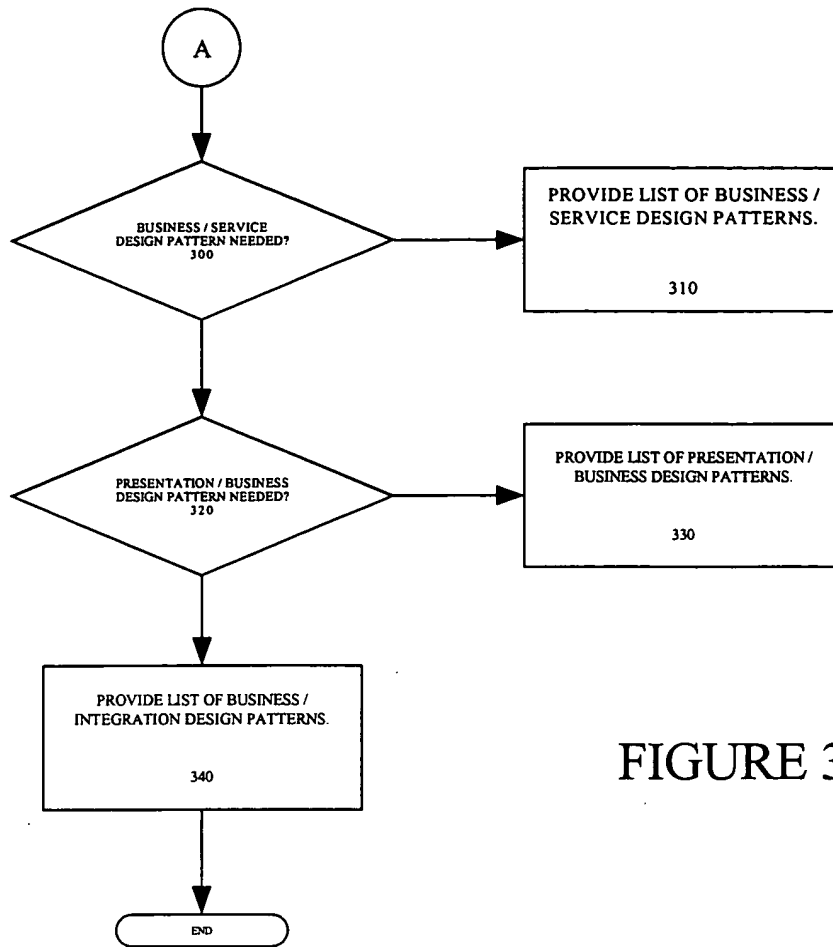 A
BUSINESS / SERVICE
DESIGN PATTERN NEEDED?
300
PROVIDE LIST OF BUSINESS /
SERVICE DESIGN PATTERNS.
310
PRESENTATION / BUSINESS
DESIGN PATTERN NEEDED?
320
PROVIDE LIST OF PRESENTATION /
BUSINESS DESIGN PATTERNS.
330
PROVIDE LIST OF BUSINESS /
INTEGRATION DESIGN PATTERNS.
340
FIGURE 3
END